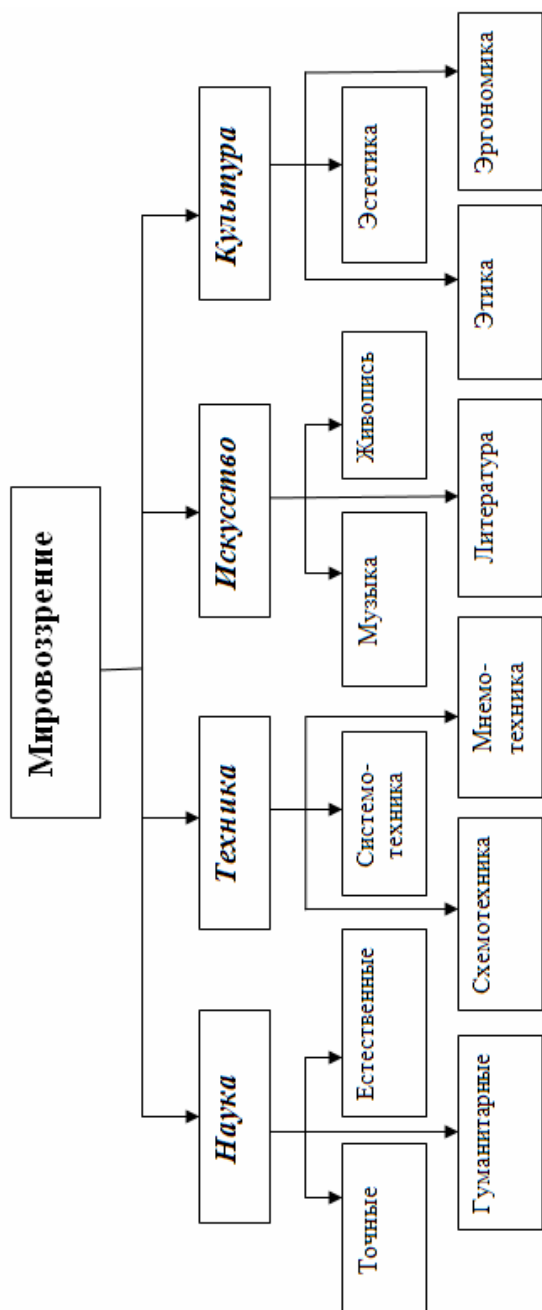 Мировоззрение
Наука
Техника
Искусство
Культура
Точные
Естественные
Системо-
техника
Музыка
Живопись
Эстетика
Гуманитарные
Схемотехника
Мнемо-
техника
Литература
Этика
Эргономика